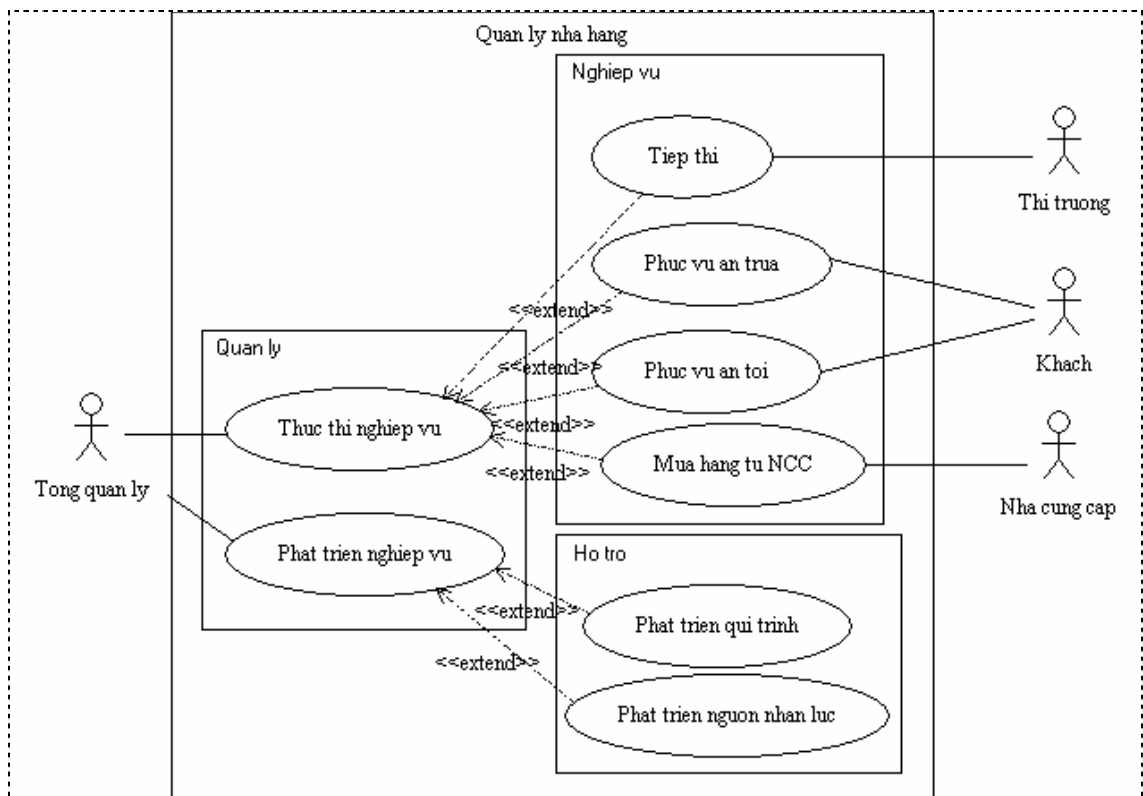 Quan ly nha hang
Nghiep vu
Tiep thi
Thi truong
Phuc vu an trua
<<extend>>
Quan ly
Khach
<<extend>>
Phuc vu an toi
Thuc thi nghiep vu
<<extend>>
Mua hang tu NCC
<<extend>>
Tong quan ly
Nha cung cap
Phat trien nghiep vu
Ho tro
<<extend>>
Phat trien qui trinh
<<extend>>
Phat trien nguon nhan luc